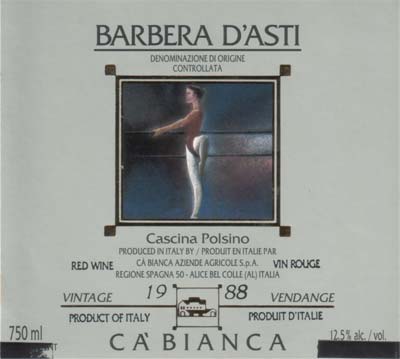 BARBERA D'ASTI
DENOMINAZIONE DI ORIGINE
CONTROLLATA
Cascina Polsino
PRODUCED IN ITALY BY / PRODUIT EN ITALIE PAR
RED WINE
CÀ BIANCA AZIENDE AGRICOLE S.p.A.
VIN ROUGE
REGIONE SPAGNA 50 - ALICE BEL COLLE (AL) ITALIA
VINTAGE
19 88
VENDANGE
PRODUCT OF ITALY
PRODUIT D'ITALIE
750 ml
12,5% alc. / vol.
CA' BIANCA